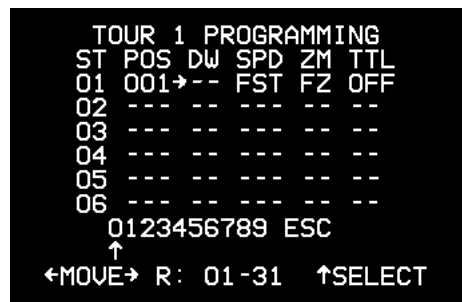 TOUR 1 PROGRAMMING
ST POS DW SPD ZM TTL
01 001→-- FST FZ OFF
02 --- -- --- -- --
03 --- -- --- -- --
04 --- -- --- -- --
05 --- -- --- -- --
06 --- -- --- -- --
0123456789 ESC
↑
←MOVE→ R: 01-31 ↑SELECT